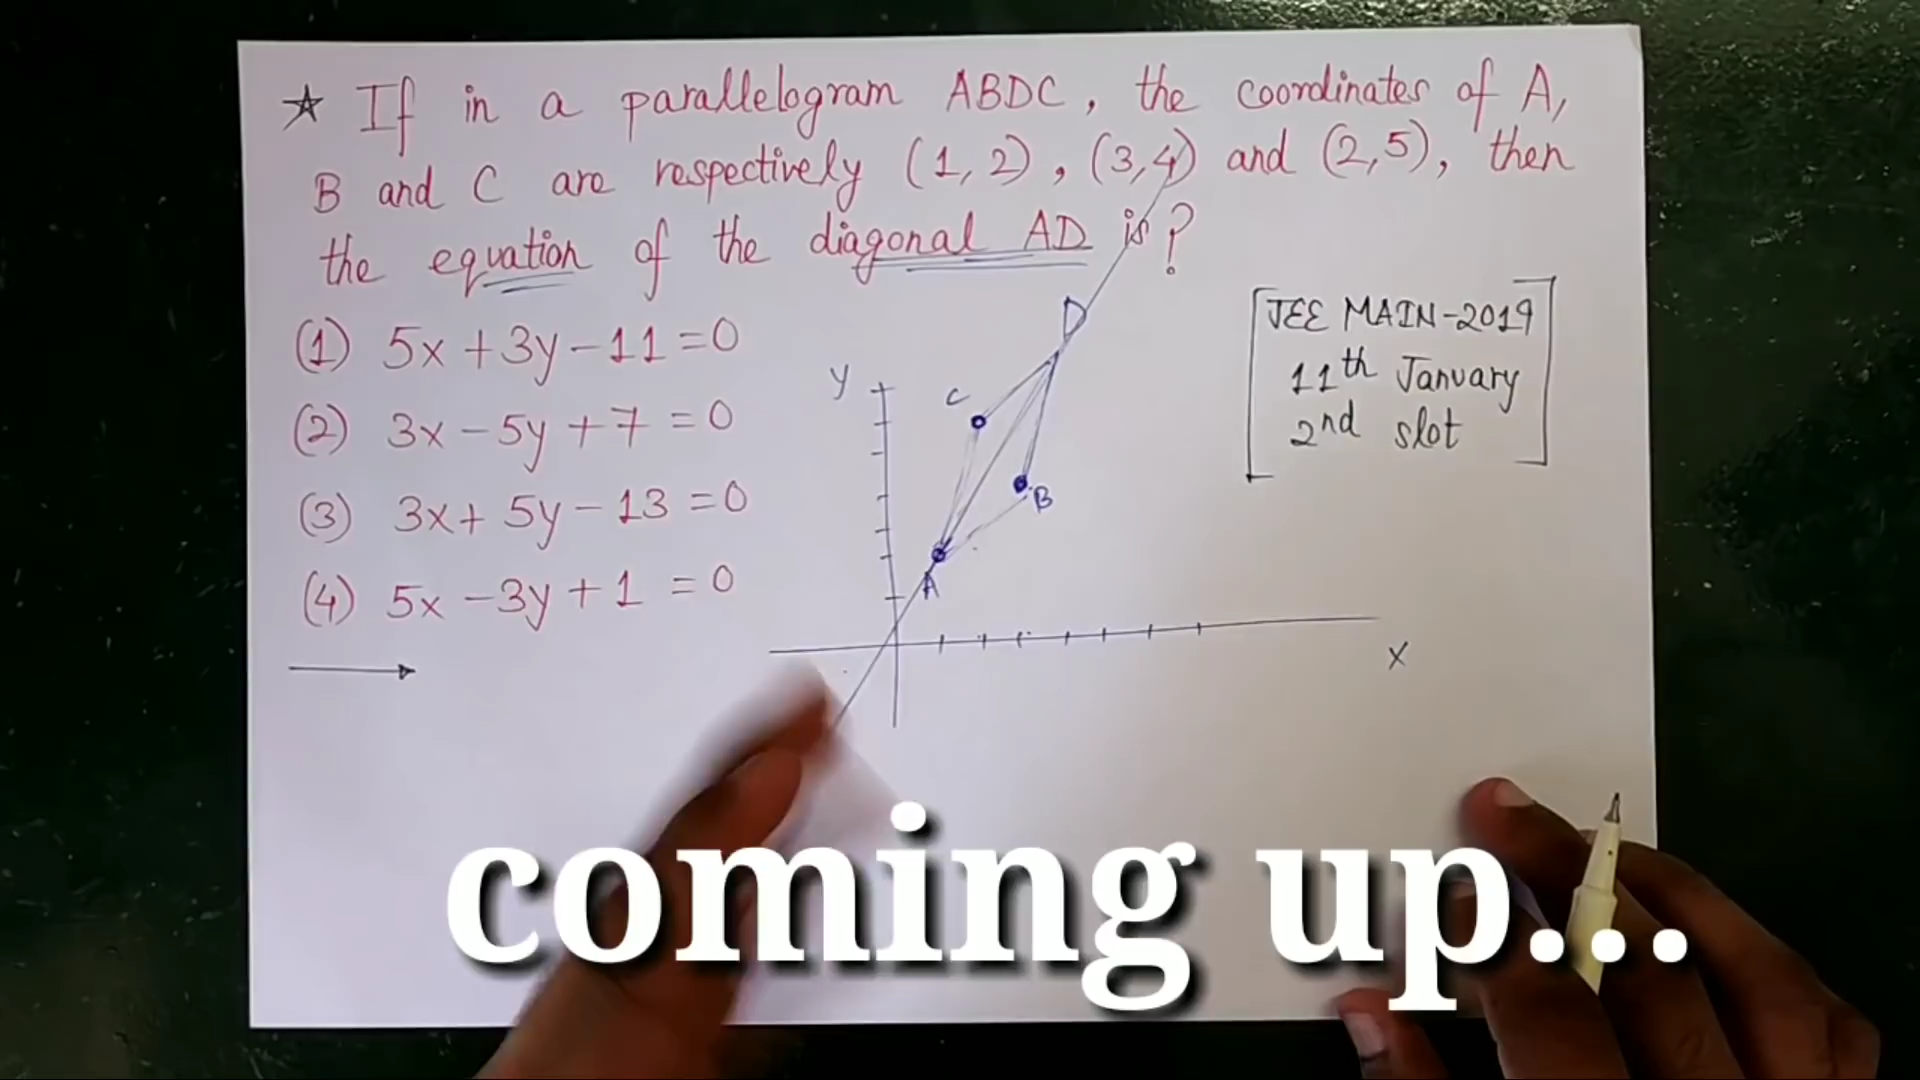 ☆ If in a parallelogram ABDC, the coordinates of A,
B and C are respectively (1, 2), (3,4) and (2,5), then
the equation of the diagonal AD is?
(1) 5x + 3y - 11 = 0
(2) 3x - 5y + 7 = 0
(3) 3x + 5y - 13 = 0
(4) 5x - 3y + 1 = 0
JEE MAIN-2019
11th January
2nd slot
y
D
C
B
A
x
coming up...